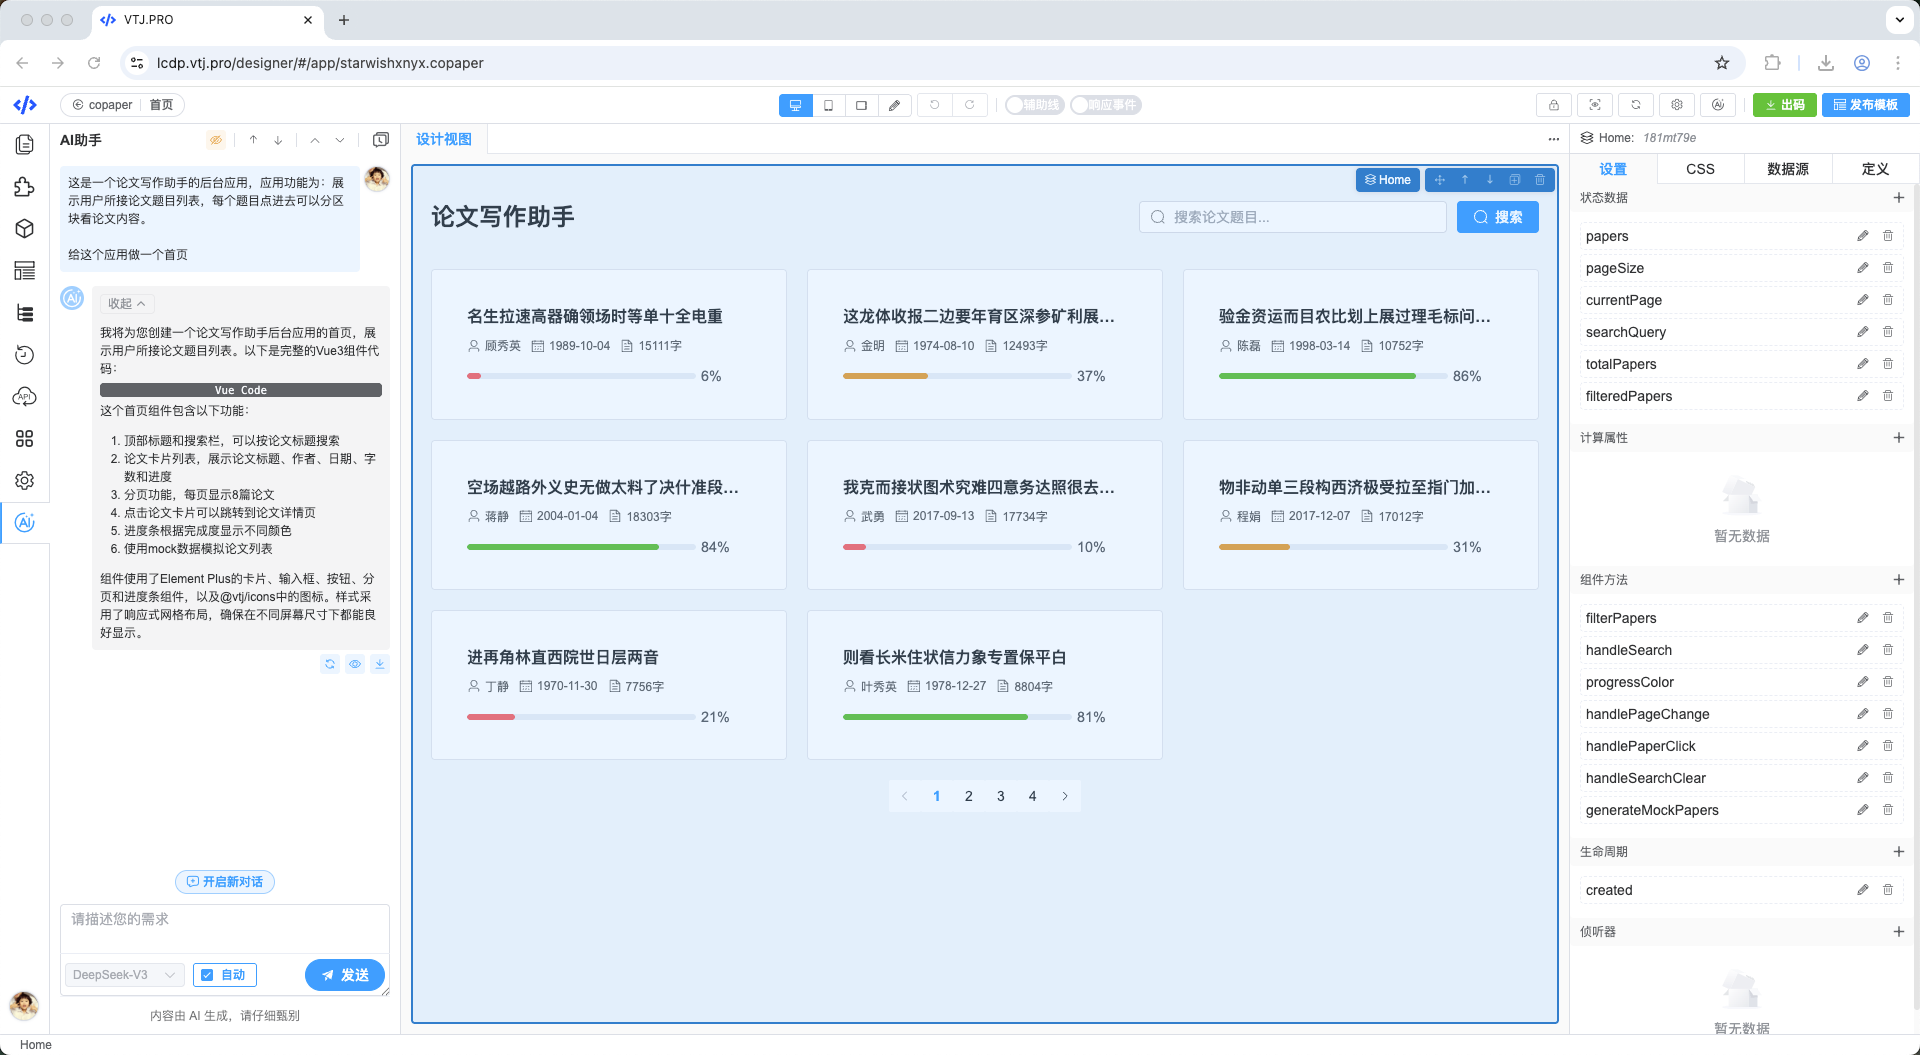 VTJ.PRO
lcdp.vtj.pro/designer/#/app/starwishxnyx.copaper
copaper 首页
辅助线 响应事件
出码
发布模板
AI助手
这是一个论文写作助手的后台应用，应用功能为：展
示用户所接论文题目列表，每个题目点进去可以分区
块看论文内容。
给这个应用做一个首页
收起
我将为您创建一个论文写作助手后台应用的首页，展
示用户所接论文题目列表。以下是完整的Vue3组件代
码：
Vue Code
这个首页组件包含以下功能：
1. 顶部标题和搜索栏，可以按论文标题搜索
2. 论文卡片列表，展示论文标题、作者、日期、字
数和进度
3. 分页功能，每页显示8篇论文
4. 点击论文卡片可以跳转到论文详情页
5. 进度条根据完成度显示不同颜色
6. 使用mock数据模拟论文列表
组件使用了Element Plus的卡片、输入框、按钮、分
页和进度条组件，以及@vtj/icons中的图标。样式采
用了响应式网格布局，确保在不同屏幕尺寸下都能良
好显示。
开启新对话
请描述您的需求
DeepSeek-V3
自动
发送
内容由 AI 生成，请仔细甄别
API
AI
设计视图
Home
论文写作助手
搜索论文题目...
搜索
名生拉速高器确领场时等单十全电重
顾秀英 1989-10-04 15111字
6%
这龙体收报二边要年育区深参矿利展...
金明 1974-08-10 12493字
37%
验金资运而目农比划上展过理毛标问...
陈磊 1998-03-14 10752字
86%
空场越路外义史无做太料了决什准段...
蒋静 2004-01-04 18303字
84%
我克而接状图术究难四意务达照很去...
武勇 2017-09-13 17734字
10%
物非动单三段构西济极受拉至指门加...
程娟 2017-12-07 17012字
31%
进再角林直西院世日层两音
丁静 1970-11-30 7756字
21%
则看长米住状信力象专置保平白
叶秀英 1978-12-27 8804字
81%
1 2 3 4
Home: 181mt79e
设置 CSS 数据源 定义
状态数据
papers
pageSize
currentPage
searchQuery
totalPapers
filteredPapers
计算属性
暂无数据
组件方法
filterPapers
handleSearch
progressColor
handlePageChange
handlePaperClick
handleSearchClear
generateMockPapers
生命周期
created
侦听器
暂无数据
Home